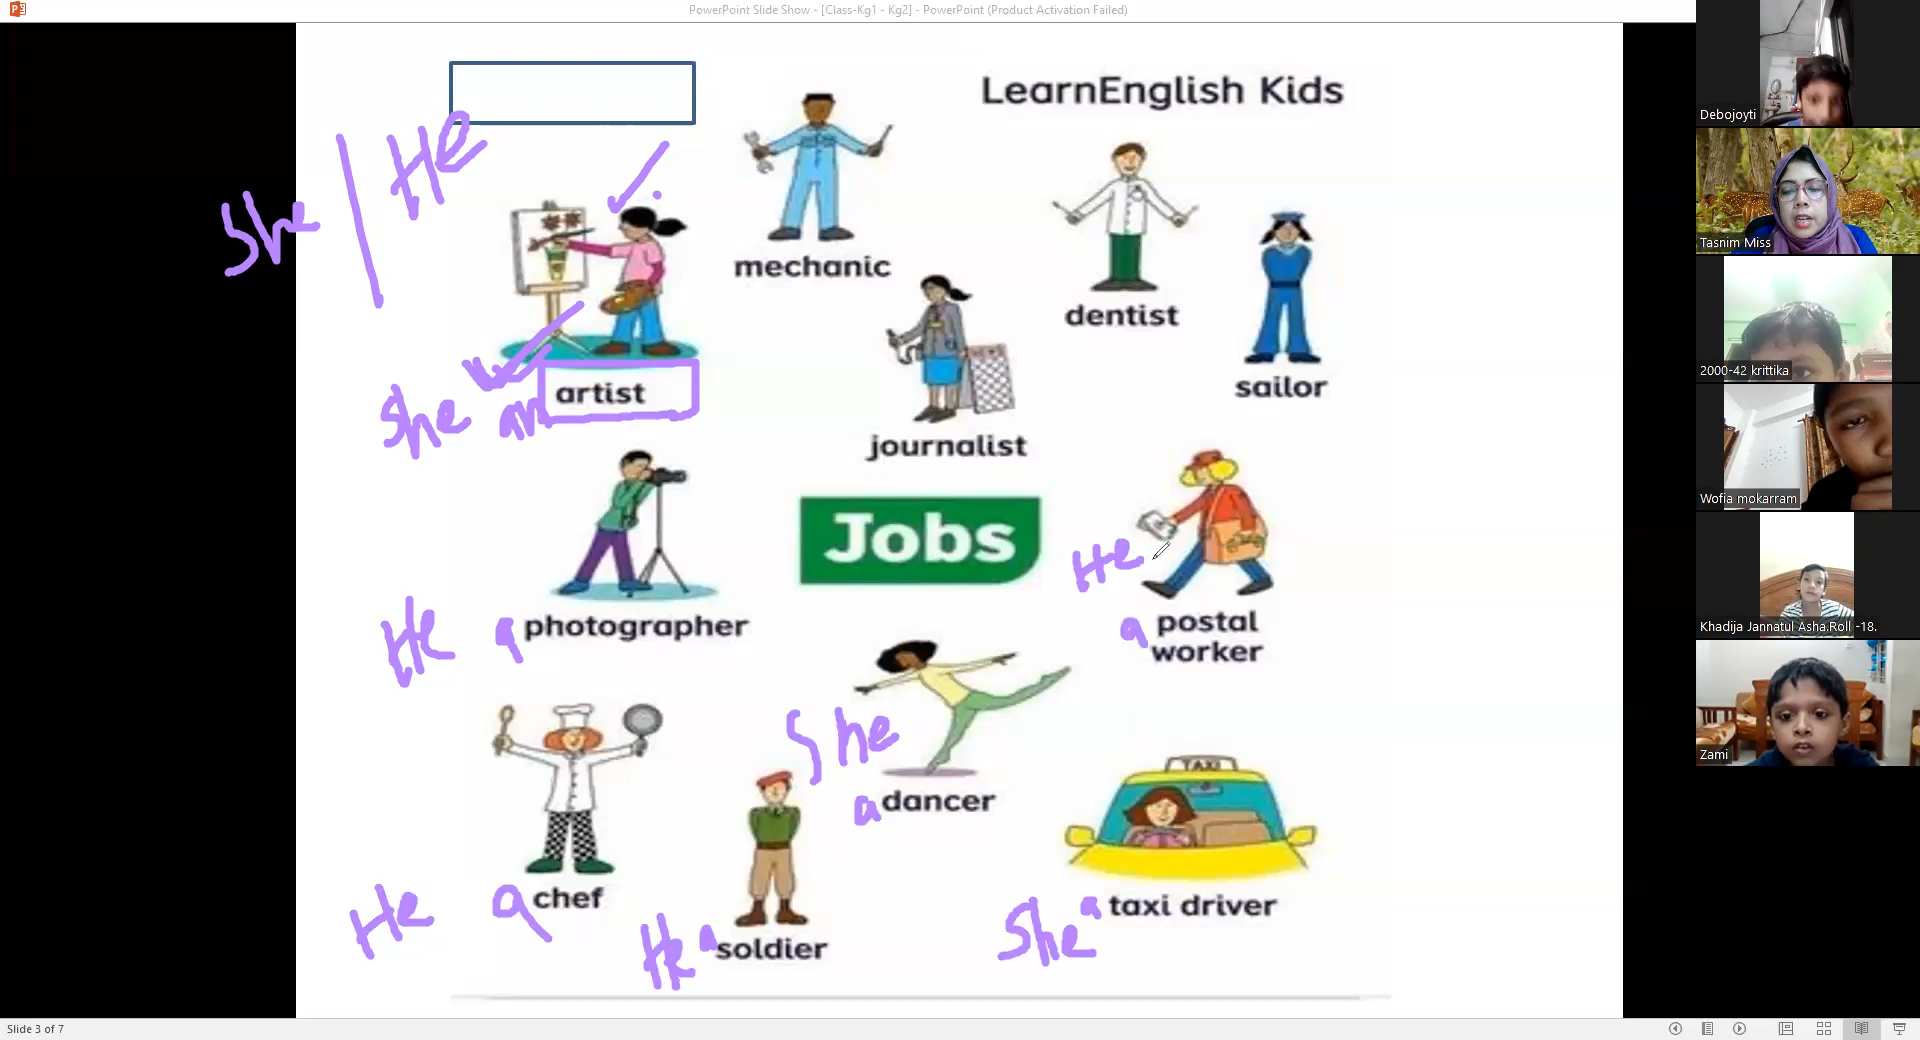 PowerPoint Slide Show - [Class-Kg1 - Kg2] - PowerPoint (Product Activation Failed)
LearnEnglish Kids
She / He
mechanic
dentist
sailor
artist
She an
journalist
Jobs
He a photographer
He
a postal
worker
She
a dancer
He a chef
He a soldier
She a taxi driver
Debojoyti
Tasnim Miss
2000-42 krittika
Wofia mokarram
Khadija Jannatul Asha.Roll -18.
Zami
TAXI
Slide 3 of 7